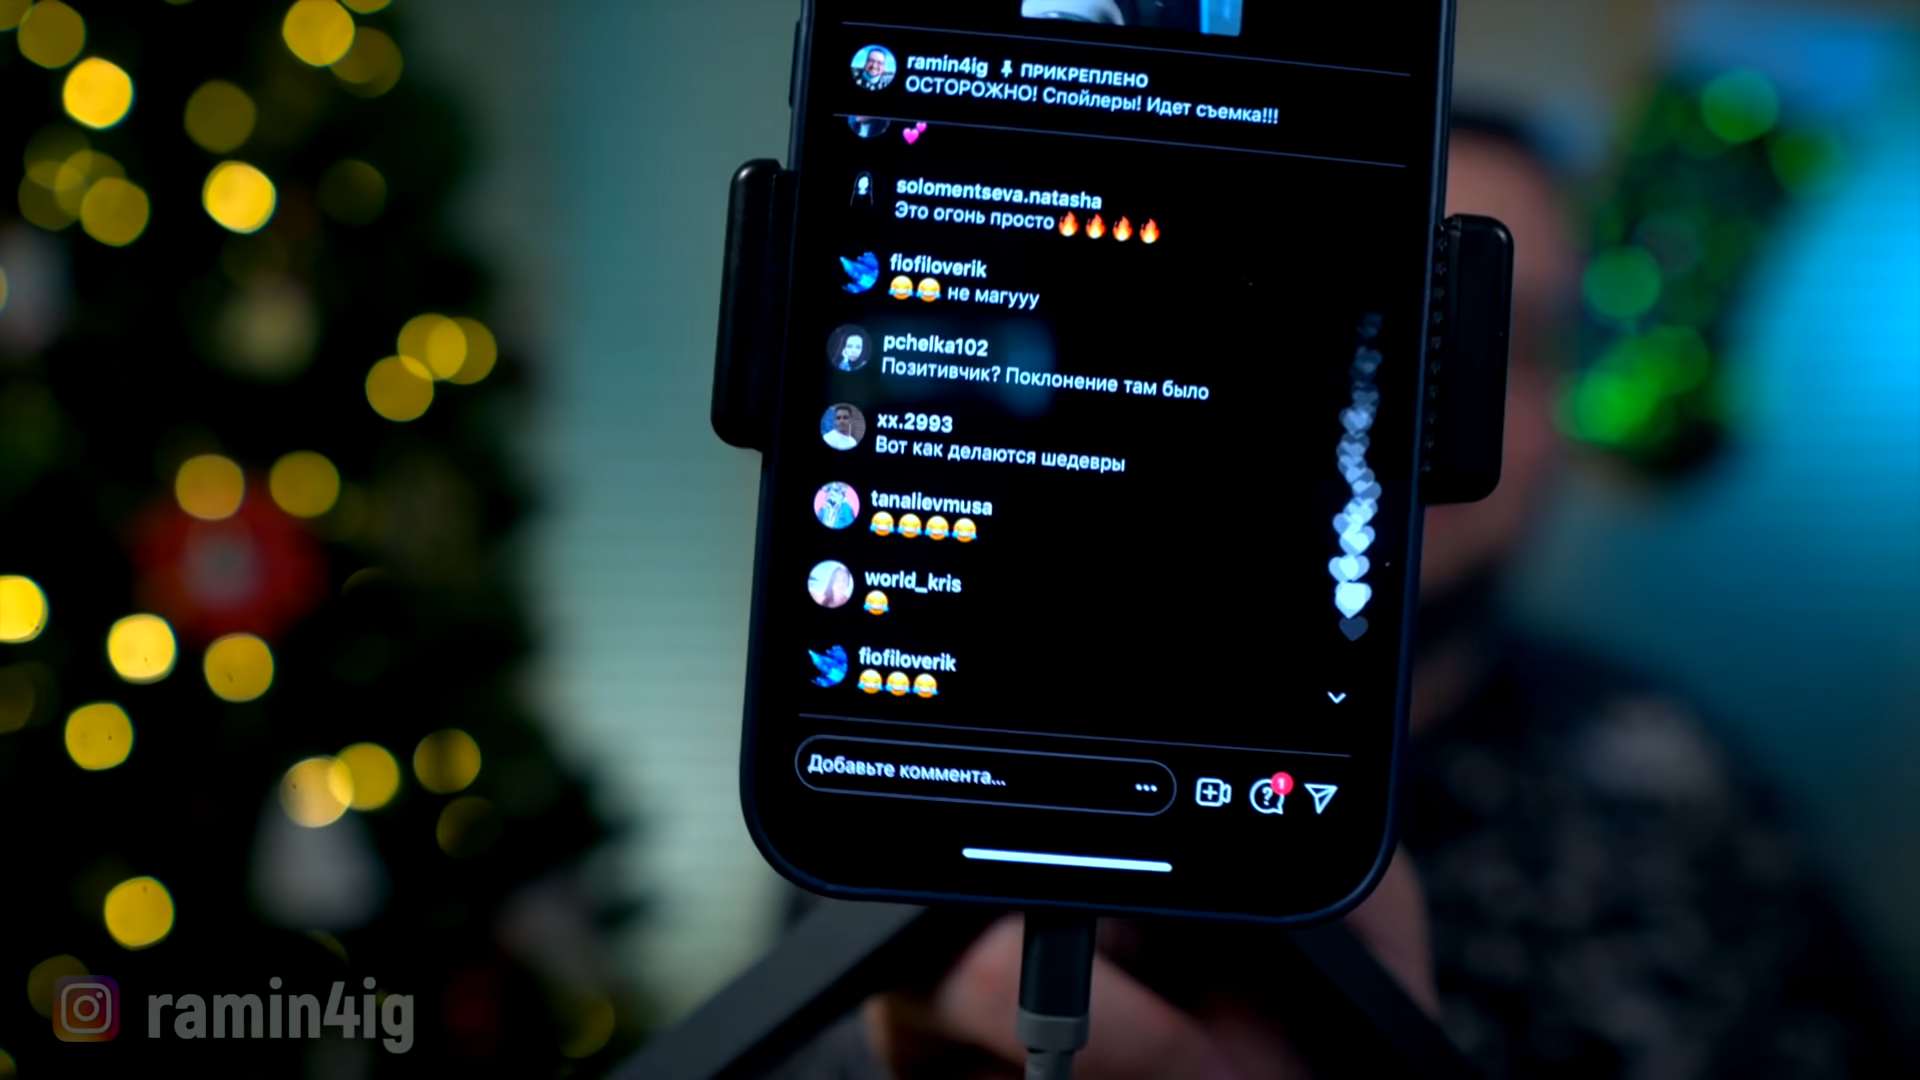 ramin4ig ПРИКРЕПЛЕНО
ОСТОРОЖНО! Спойлеры! Идет съемка!!!
💕
solomentseva.natasha
Это огонь просто🔥🔥🔥🔥
fiofiloverik
😂😂 не магууу
pchelka102
Позитивчик? Поклонение там было
xx.2993
Вот как делаются шедевры
tanalievmusa
😂😂😂😂
world_kris
😂
fiofiloverik
😂😂😂
Добавьте коммента...
1
ramin4ig